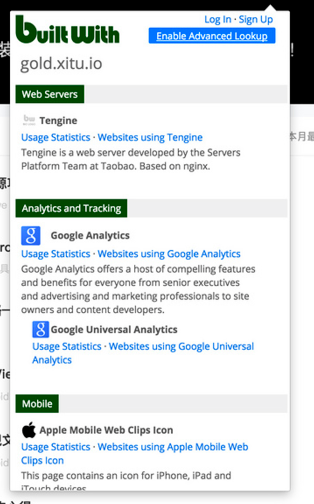 Log In · Sign Up
Built With
Enable Advanced Lookup
gold.xitu.io
Web Servers
Tengine
Usage Statistics · Websites using Tengine
Tengine is a web server developed by the Servers
Platform Team at Taobao. Based on nginx.
本月最
Analytics and Tracking
Google Analytics
Usage Statistics · Websites using Google Analytics
Google Analytics offers a host of compelling features
and benefits for everyone from senior executives
and advertising and marketing professionals to site
owners and content developers.
Google Universal Analytics
Usage Statistics · Websites using Google Universal
Analytics
Mobile
Apple Mobile Web Clips Icon
Usage Statistics · Websites using Apple Mobile Web
Clips Icon
This page contains an icon for iPhone, iPad and
iTouch devices.